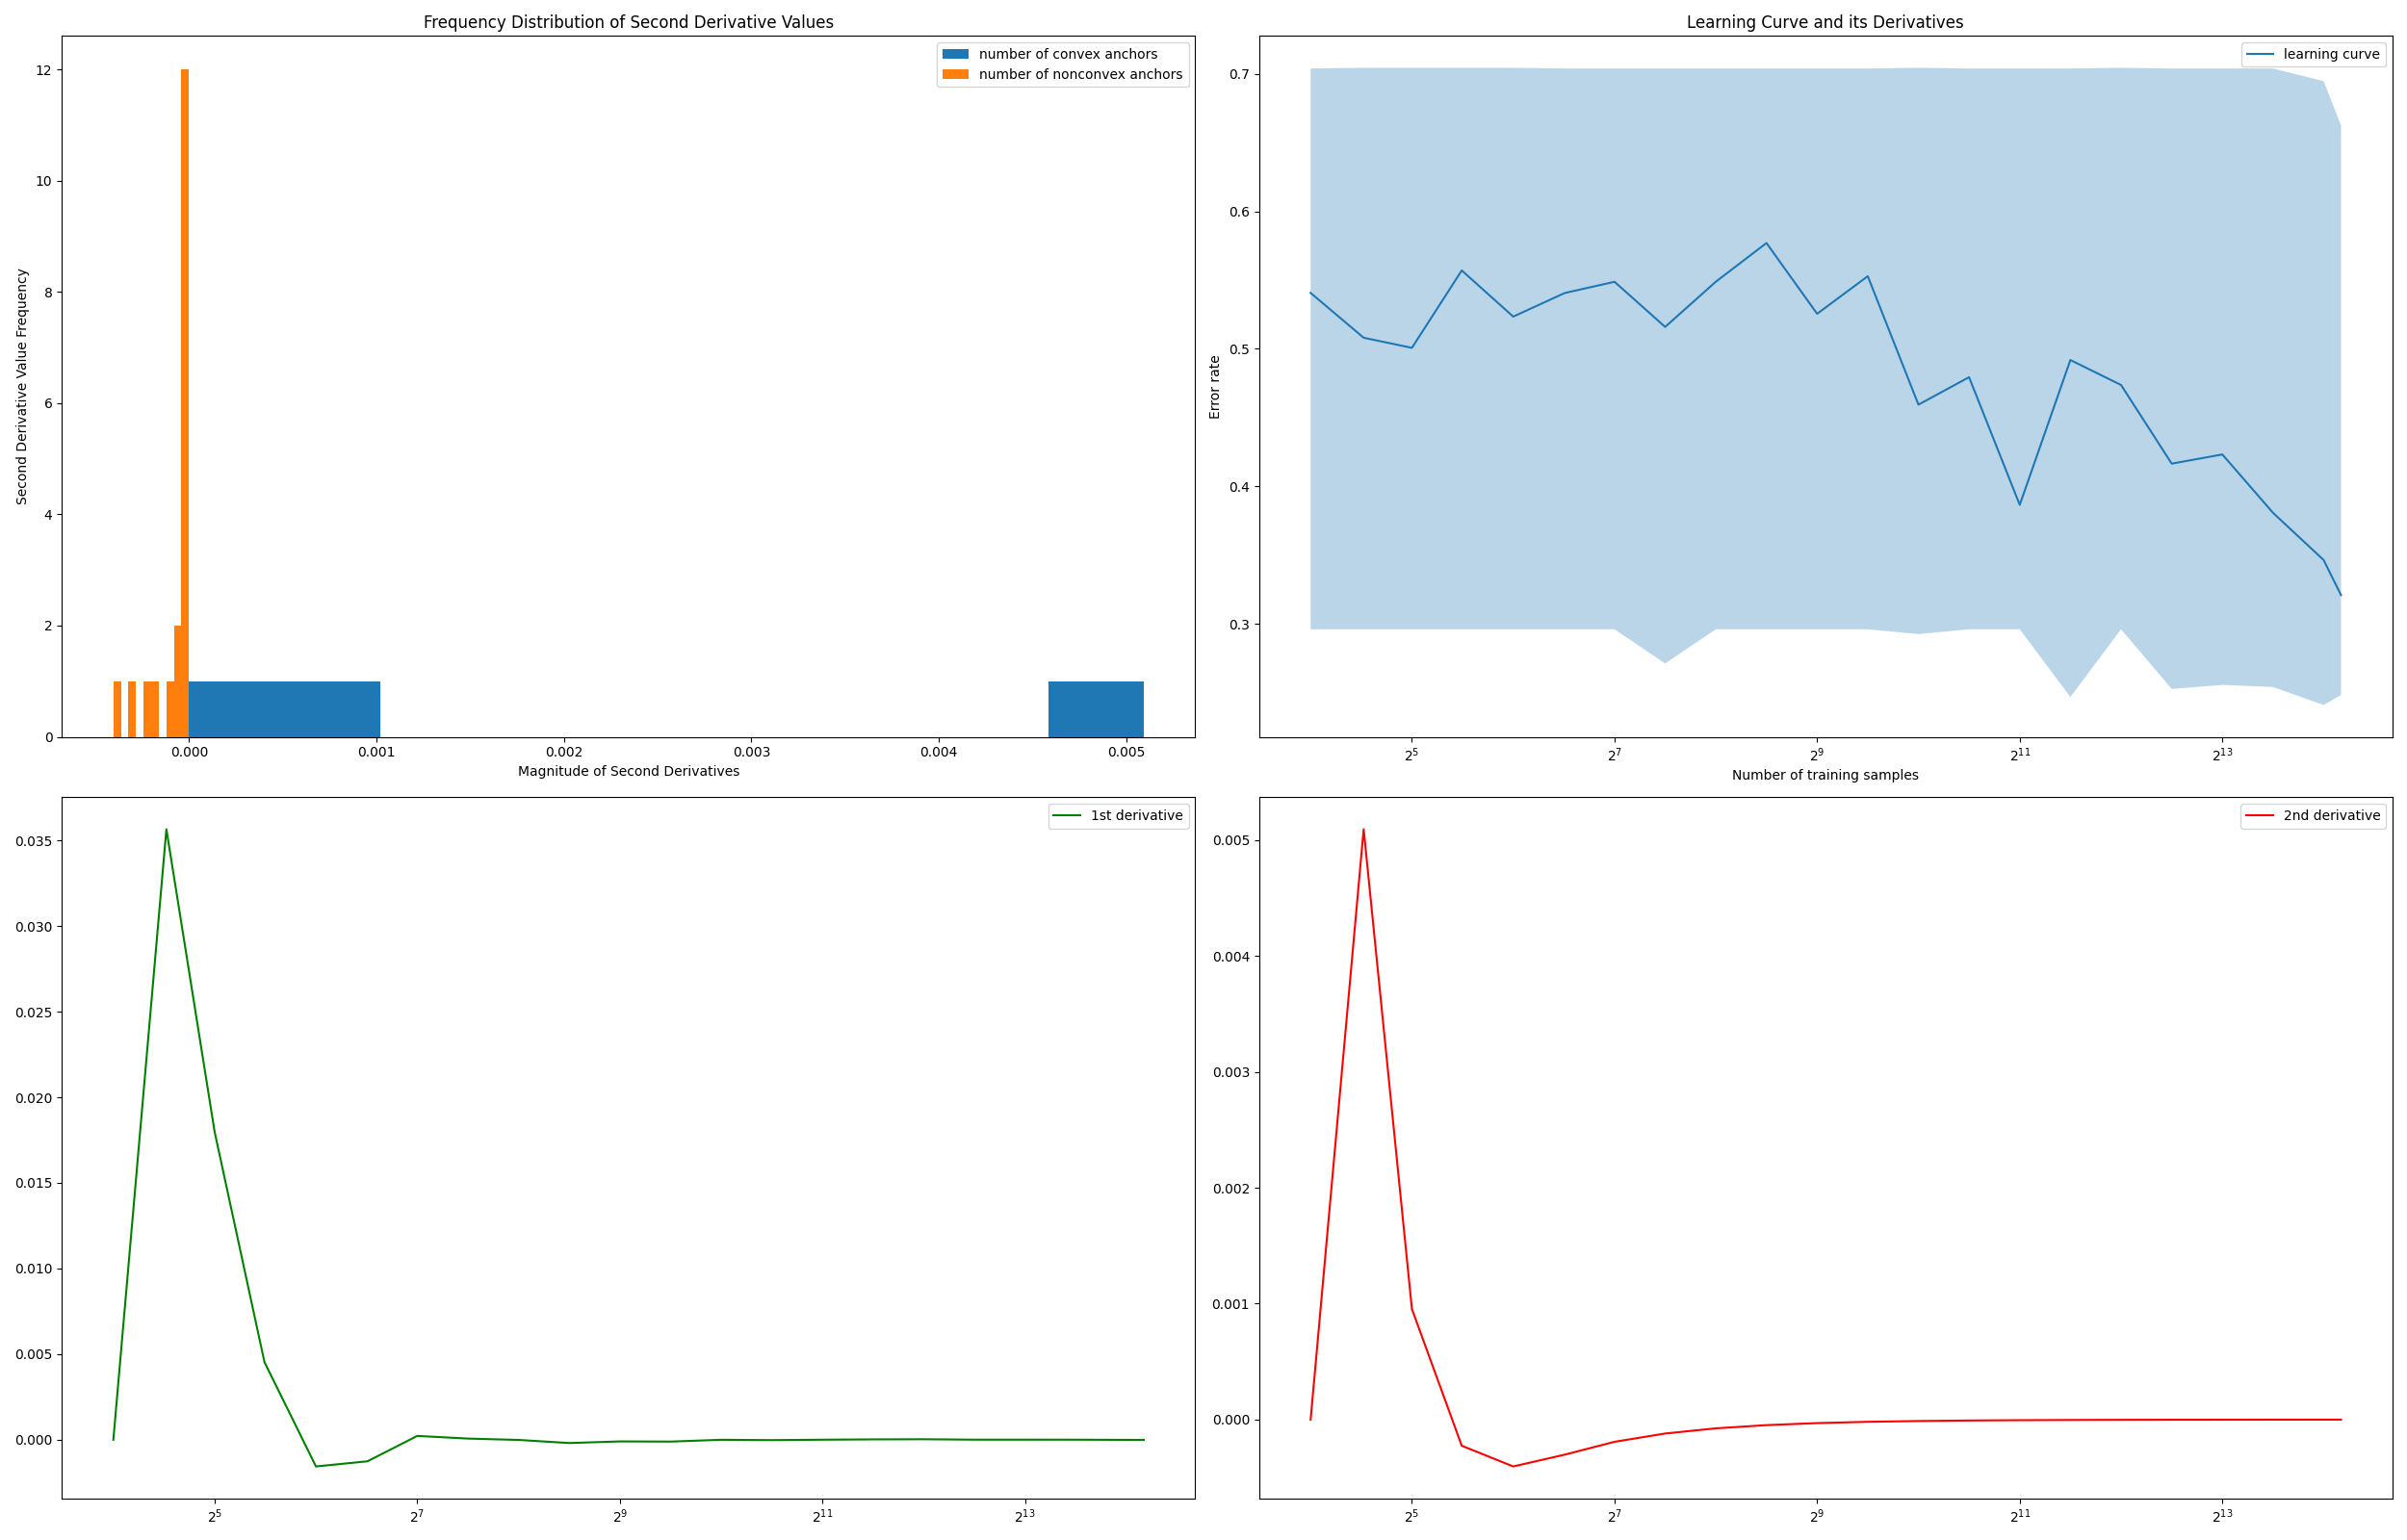 Frequency Distribution of Second Derivative Values
number of convex anchors
number of nonconvex anchors
Second Derivative Value Frequency
12
10
8
6
4
2
0
0.000 0.001 0.002 0.003 0.004 0.005
Magnitude of Second Derivatives
Learning Curve and its Derivatives
learning curve
Error rate
0.7
0.6
0.5
0.4
0.3
2^5 2^7 2^9 2^11 2^13
Number of training samples
1st derivative
0.035
0.030
0.025
0.020
0.015
0.010
0.005
0.000
2^5 2^7 2^9 2^11 2^13
2nd derivative
0.005
0.004
0.003
0.002
0.001
0.000
2^5 2^7 2^9 2^11 2^13